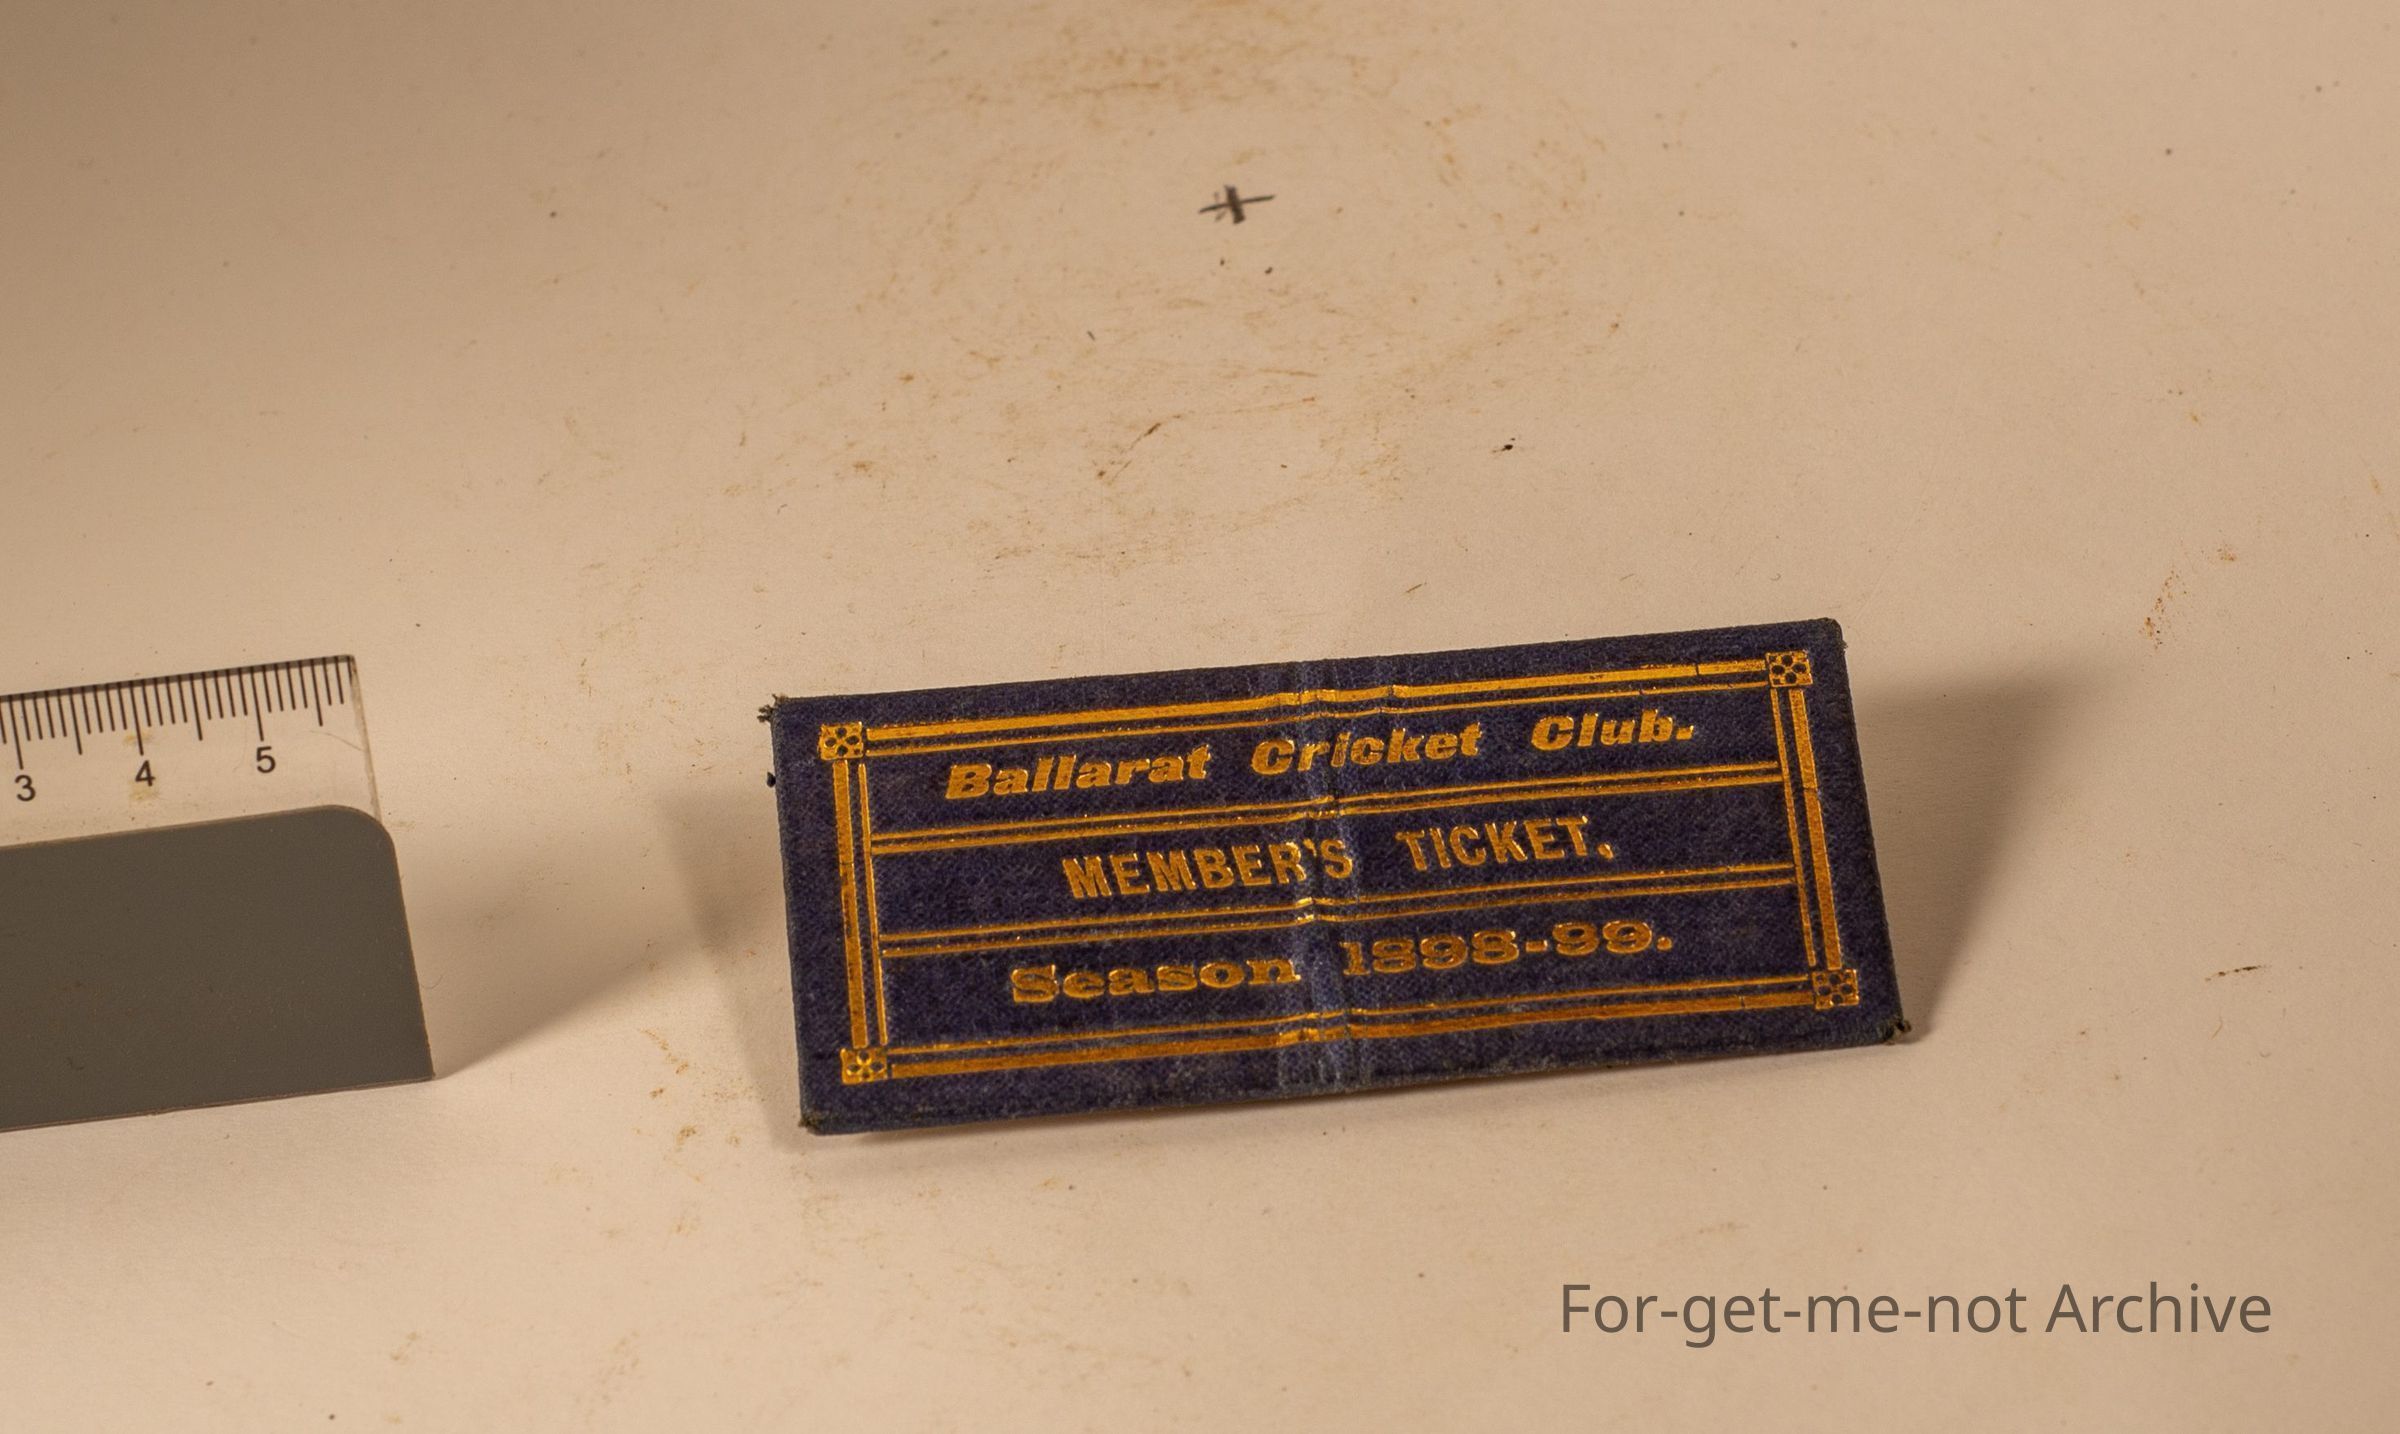 3 4 5
Ballarat Cricket Club.
MEMBER'S TICKET.
Season 1898-99.
For-get-me-not Archive